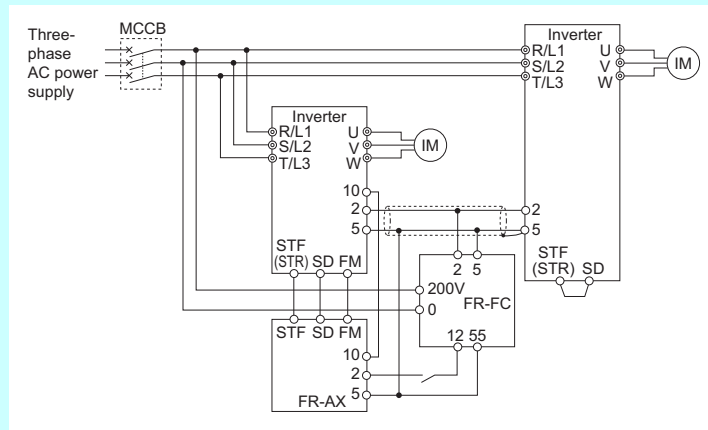 Three-
phase
AC power
supply
MCCB
Inverter
R/L1
S/L2
T/L3
U
V
W
IM
2
5
STF
(STR) SD
Inverter
R/L1
S/L2
T/L3
U
V
W
IM
10
2
5
STF
(STR) SD FM
2 5
200V
0
FR-FC
12 55
STF SD FM
10
2
5
FR-AX